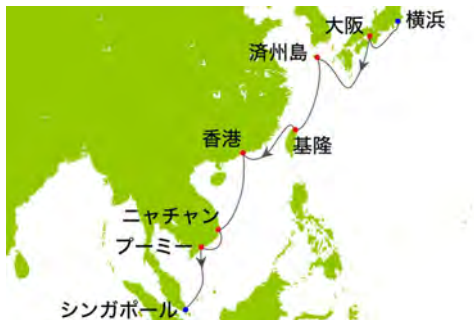 大阪
横浜
済州島
香港
基隆
ニャチャン
プーミー
シンガポール